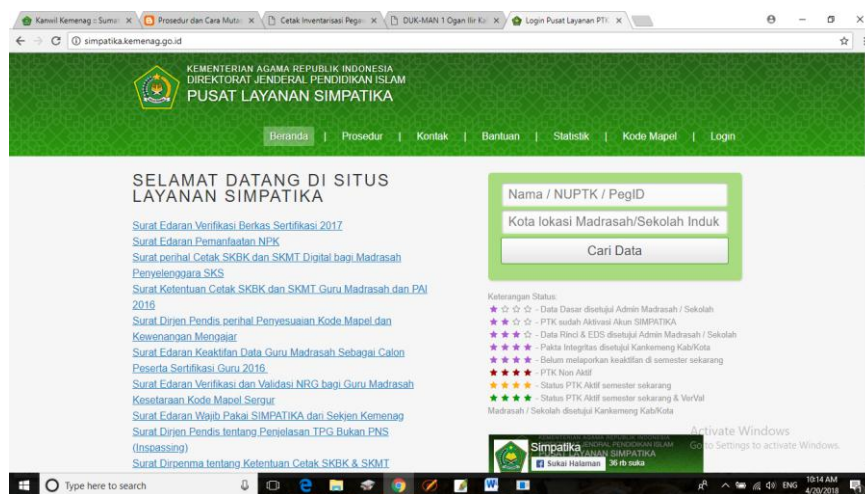 Kanwil Kemenag :: Sumat
Prosedur dan Cara Mutas
Cetak Inventarisasi Pega
DUK-MAN 1 Ogan Ilir Ka
Login Pusat Layanan PTK
simpatika.kemenag.go.id
KEMENTERIAN AGAMA REPUBLIK INDONESIA
DIREKTORAT JENDERAL PENDIDIKAN ISLAM
PUSAT LAYANAN SIMPATIKA
Beranda | Prosedur | Kontak | Bantuan | Statistik | Kode Mapel | Login
SELAMAT DATANG DI SITUS
LAYANAN SIMPATIKA
Surat Edaran Verifikasi Berkas Sertifikasi 2017
Surat Edaran Pemanfaatan NPK
Surat perihal Cetak SKBK dan SKMT Digital bagi Madrasah
Penyelenggara SKS
Surat Ketentuan Cetak SKBK dan SKMT Guru Madrasah dan PAI
2016
Surat Dirjen Pendis perihal Penyesuaian Kode Mapel dan
Kewenangan Mengajar
Surat Edaran Keaktifan Data Guru Madrasah Sebagai Calon
Peserta Sertifikasi Guru 2016
Surat Edaran Verifikasi dan Validasi NRG bagi Guru Madrasah
Kesetaraan Kode Mapel Sergur
Surat Edaran Wajib Pakai SIMPATIKA dari Sekjen Kemenag
Surat Dirjen Pendis tentang Penjelasan TPG Bukan PNS
(Inspassing)
Surat Dirpenma tentang Ketentuan Cetak SKBK & SKMT
Nama / NUPTK / PegID
Kota lokasi Madrasah/Sekolah Induk
Cari Data
Keterangan Status:
★ ☆ ☆ ☆ - Data Dasar disetujui Admin Madrasah / Sekolah
★ ★ ☆ ☆ - PTK sudah Aktivasi Akun SIMPATIKA
★ ★ ★ ☆ - Data Rinci & EDS disetujui Admin Madrasah / Sekolah
★ ★ ★ ★ - Pakta Integritas disetujui Kankemeng Kab/Kota
★ ★ ★ ★ - Belum melaporkan keaktifan di semester sekarang
★ ★ ★ ★ - PTK Non Aktif
★ ★ ★ ★ - Status PTK Aktif semester sekarang
★ ★ ★ ★ - Status PTK Aktif semester sekarang & VerVal
Madrasah / Sekolah disetujui Kankemeng Kab/Kota
Simpatika
Sukai Halaman 36 rb suka
Activate Windows
Go to Settings to activate Windows.
Type here to search
ENG
10:14 AM
4/20/2018